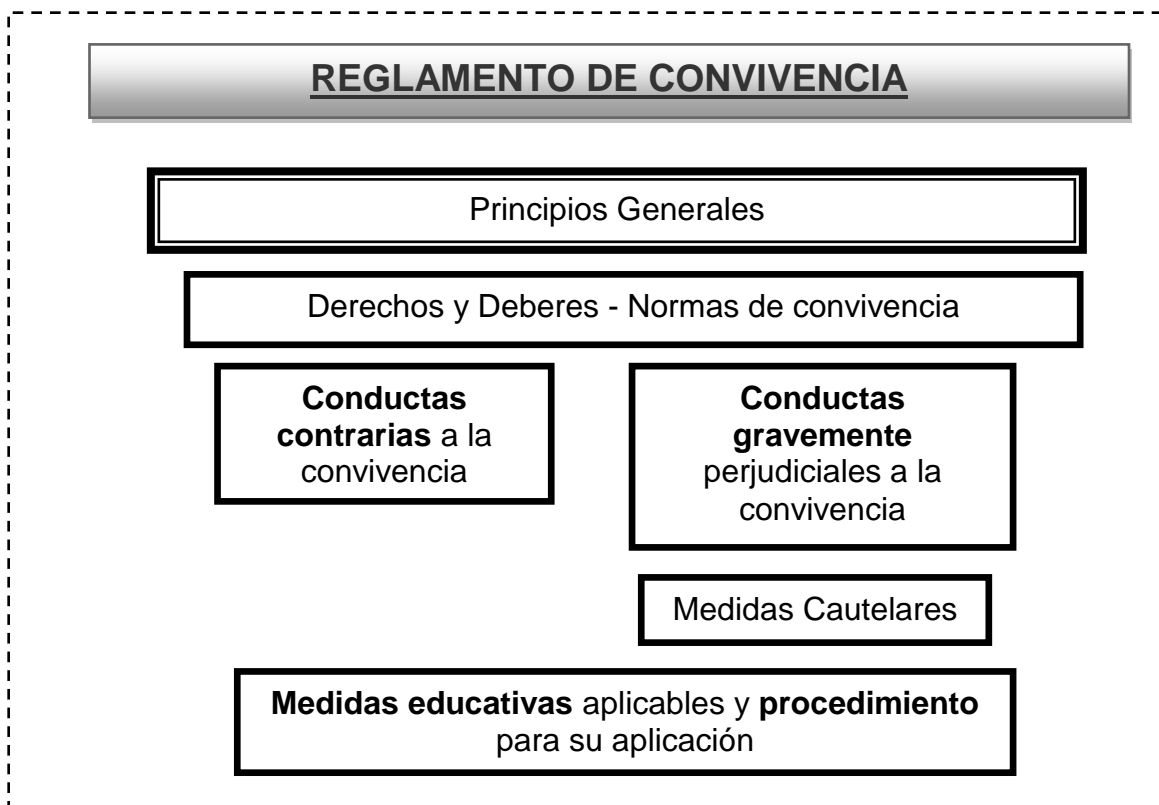 REGLAMENTO DE CONVIVENCIA
Principios Generales
Derechos y Deberes - Normas de convivencia
Conductas
contrarias a la
convivencia
Conductas
gravemente
perjudiciales a la
convivencia
Medidas Cautelares
Medidas educativas aplicables y procedimiento
para su aplicación